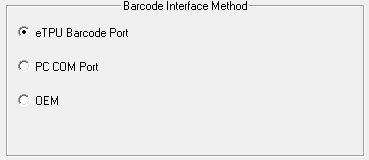 Barcode Interface Method
eTPU Barcode Port
PC COM Port
OEM